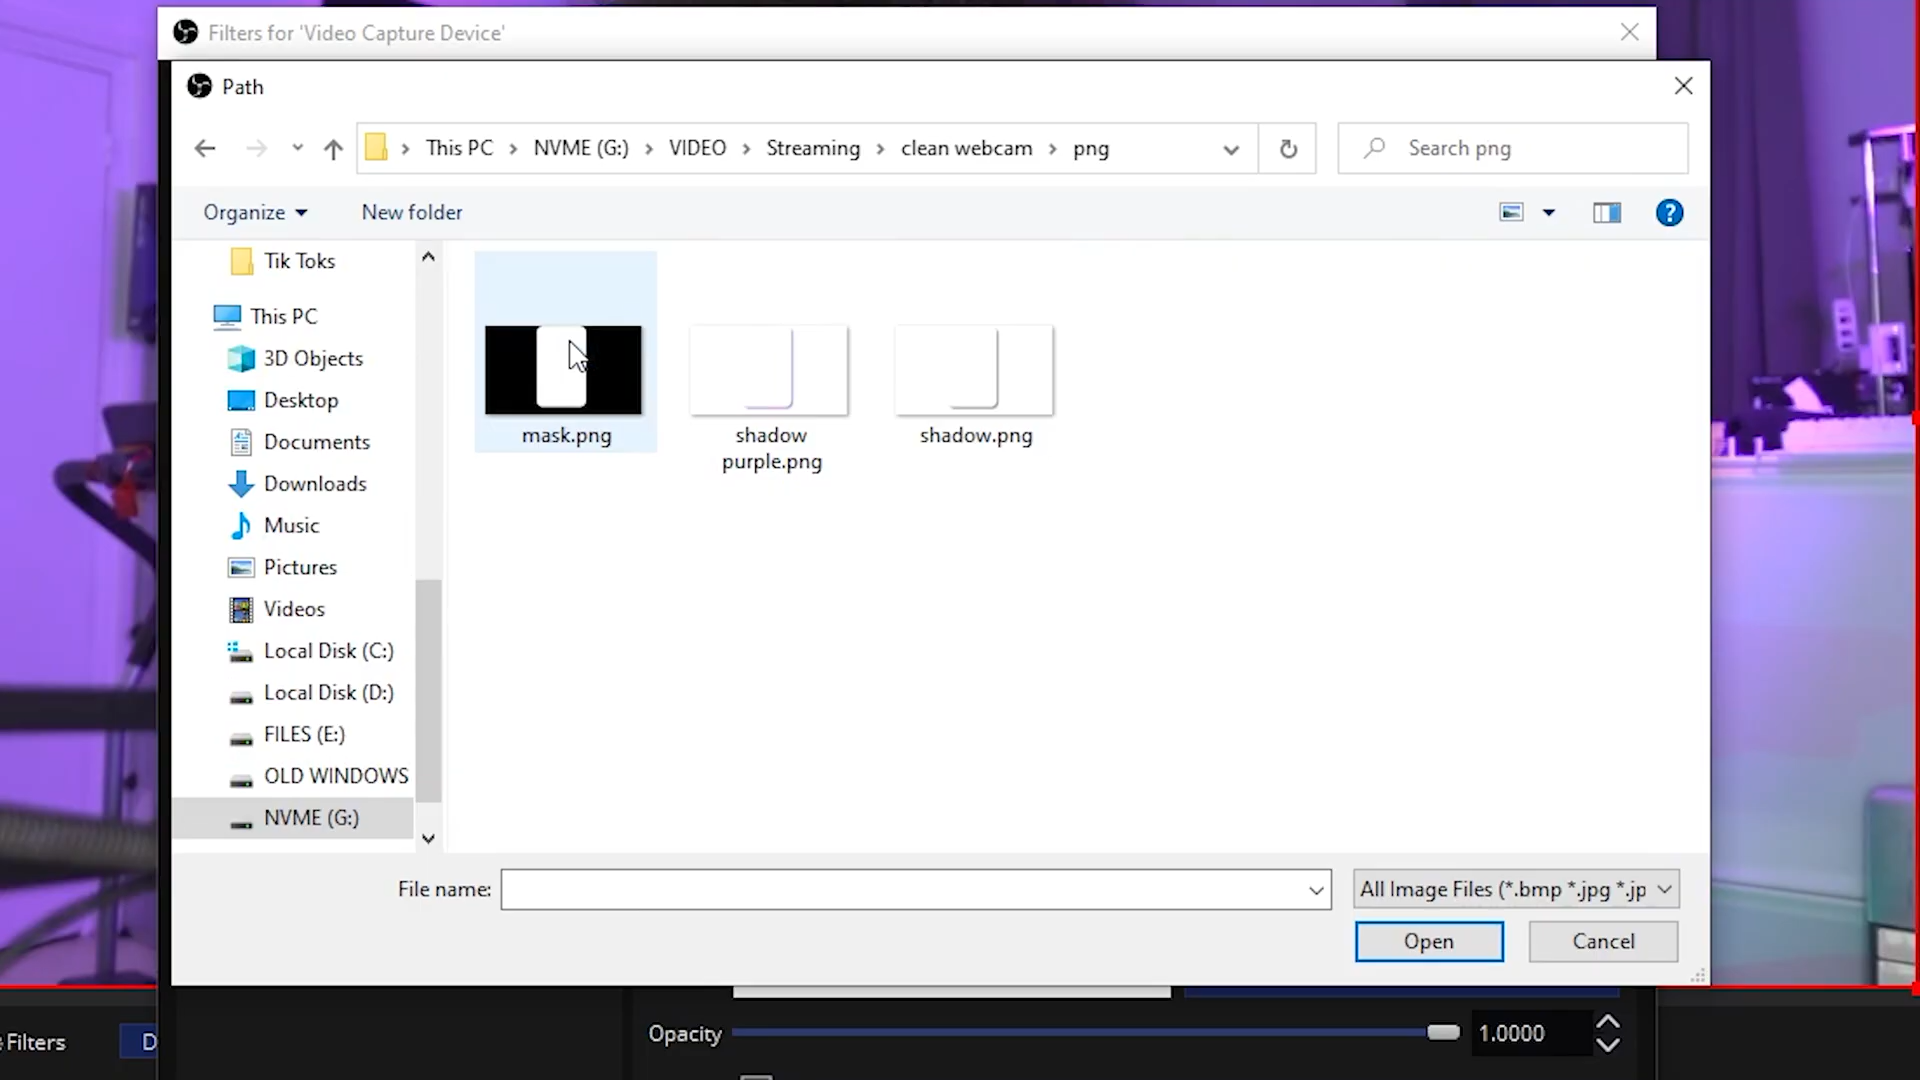 Filters for 'Video Capture Device'
Path
This PC > NVME (G:) > VIDEO > Streaming > clean webcam > png
Search png
Organize
New folder
?
Tik Toks
This PC
3D Objects
Desktop
Documents
Downloads
Music
Pictures
Videos
Local Disk (C:)
Local Disk (D:)
FILES (E:)
OLD WINDOWS
NVME (G:)
mask.png
shadow
purple.png
shadow.png
File name:
All Image Files (*.bmp *.jpg *.jp
Open
Cancel
Filters
D
Opacity
1.0000